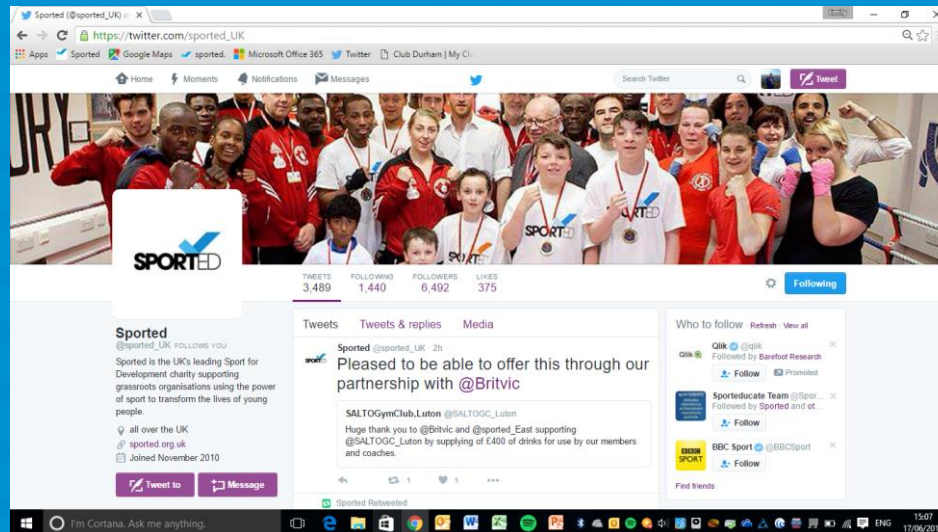 Sported (@sported_UK) o
Emily
https://twitter.com/sported_UK
Apps Sported Google Maps sported. Microsoft Office 365 Twitter Club Durham | My Cl
Home Moments Notifications Messages Search Twitter Tweet
SPORTED
SPORTED
TWEETS FOLLOWING FOLLOWERS LIKES
3,489 1,440 6,492 375
Following
Sported
@sported_UK FOLLOWS YOU
Sported is the UK's leading Sport for
Development charity supporting
grassroots organisations using the power
of sport to transform the lives of young
people.
all over the UK
sported.org.uk
Joined November 2010
Tweet to Message
Tweets Tweets & replies Media
Sported @sported_UK · 2h
Pleased to be able to offer this through our
partnership with @Britvic
SALTOGymClub,Luton @SALTOGC_Luton
Huge thank you to @Britvic and @sported_East supporting
@SALTOGC_Luton by supplying of £400 of drinks for use by our members
and coaches.
1 1
Sported Retweeted
Who to follow · Refresh · View all
Qlik @qlik
Followed by Barefoot Research
Follow Promoted
Sporteducate Team @Spor...
Followed by Sported and ot...
Follow
BBC SPORT
BBC Sport @BBCSport
Follow
Find friends
I'm Cortana. Ask me anything.
ENG
15:07
17/06/20